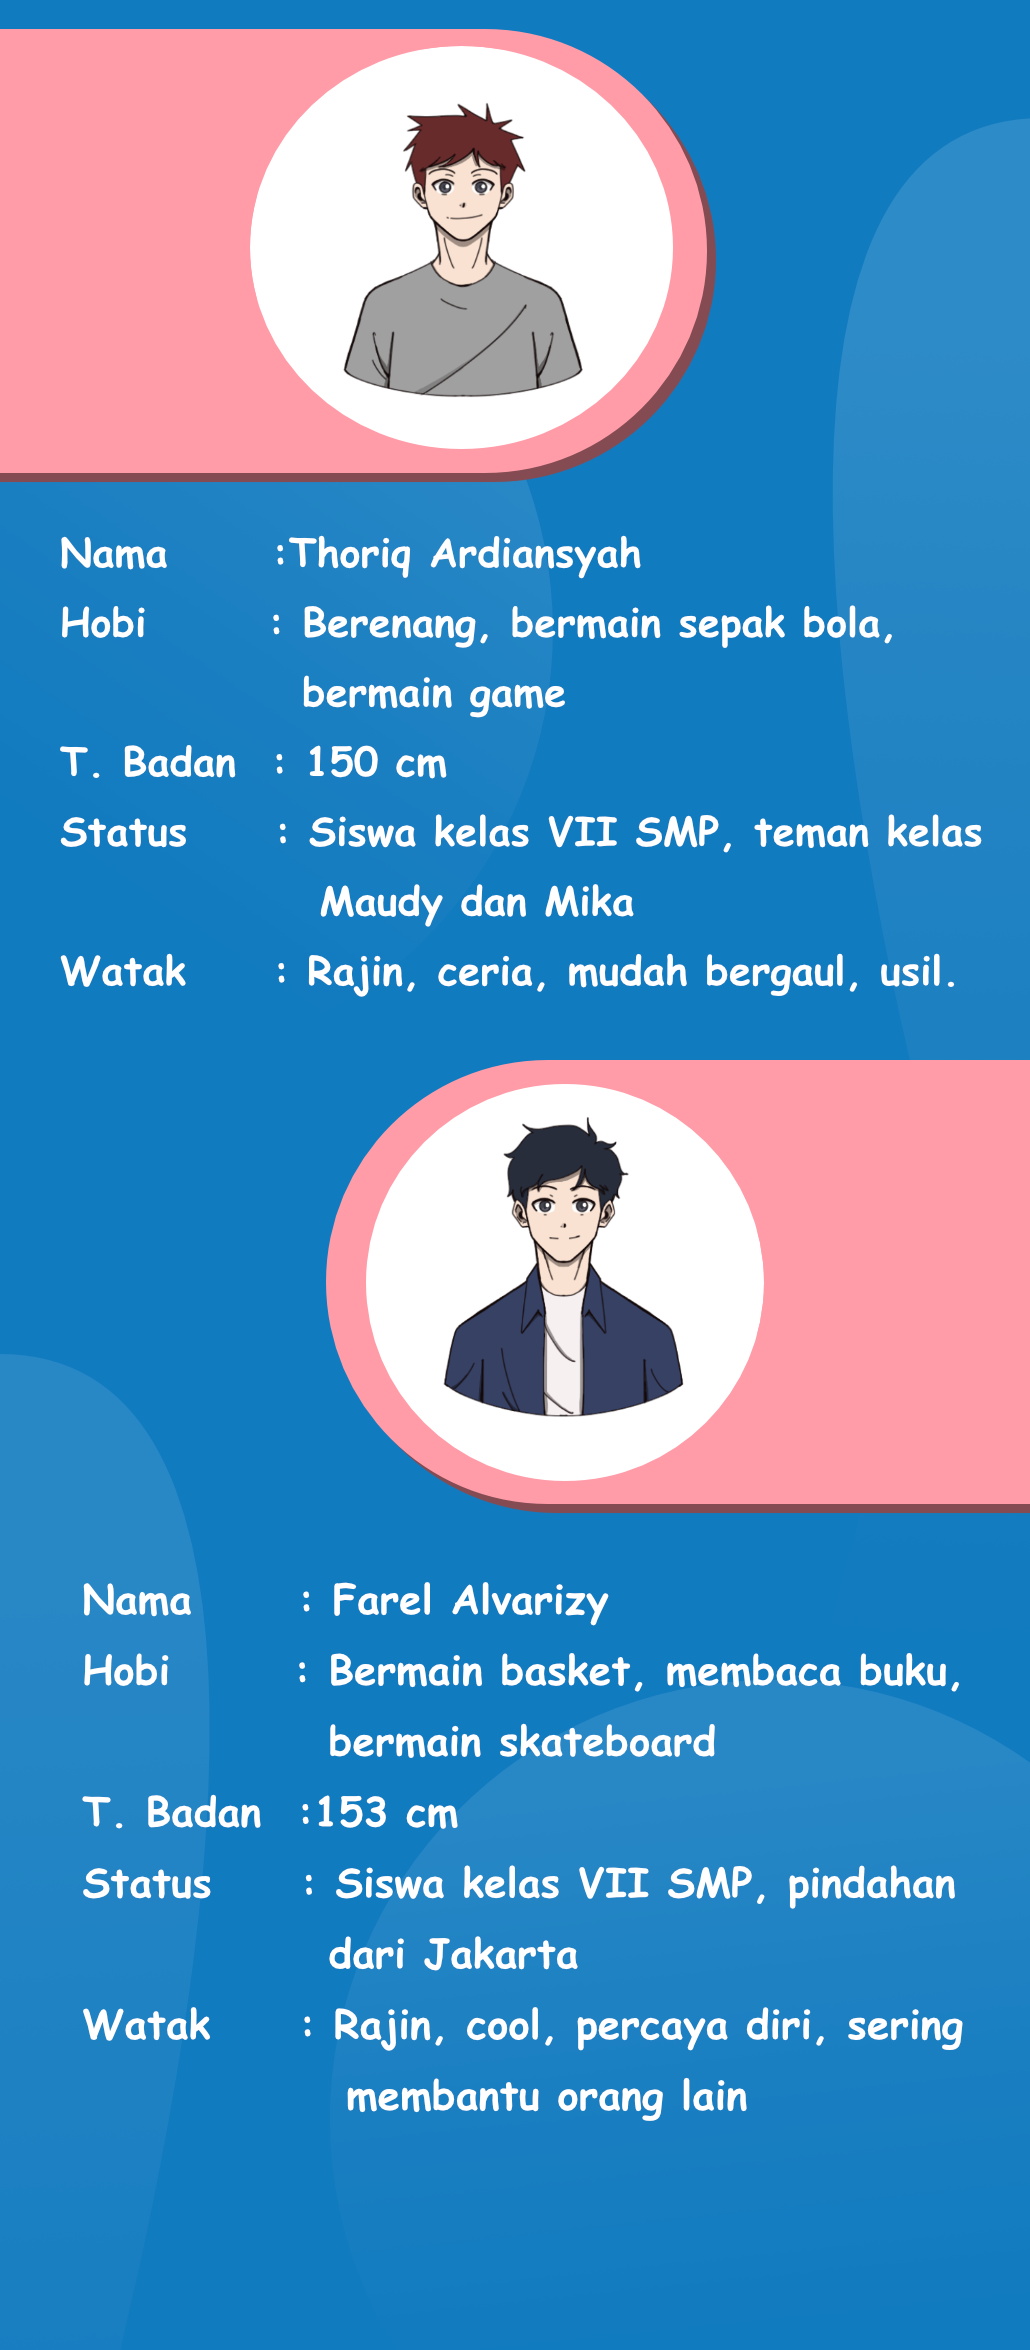 Nama :Thoriq Ardiansyah
Hobi : Berenang, bermain sepak bola,
bermain game
T. Badan : 150 cm
Status : Siswa kelas VII SMP, teman kelas
Maudy dan Mika
Watak : Rajin, ceria, mudah bergaul, usil.
Nama : Farel Alvarizy
Hobi : Bermain basket, membaca buku,
bermain skateboard
T. Badan :153 cm
Status : Siswa kelas VII SMP, pindahan
dari Jakarta
Watak : Rajin, cool, percaya diri, sering
membantu orang lain